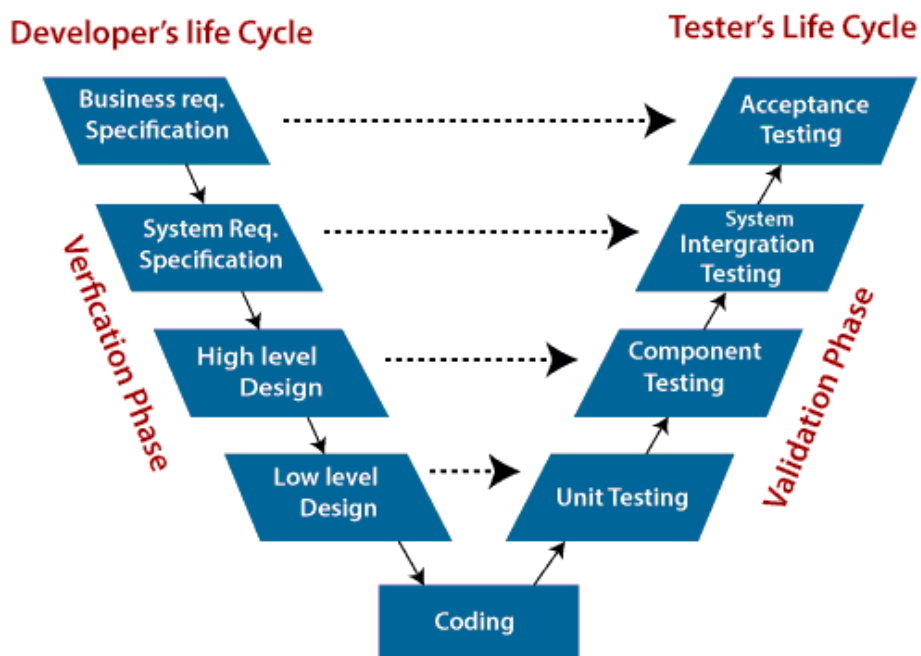 Developer's life Cycle
Tester's Life Cycle
Business req.
Specification
Acceptance
Testing
System Req.
Specification
System
Intergration
Testing
Verfication Phase
High level
Design
Component
Testing
Validation Phase
Low level
Design
Unit Testing
Coding